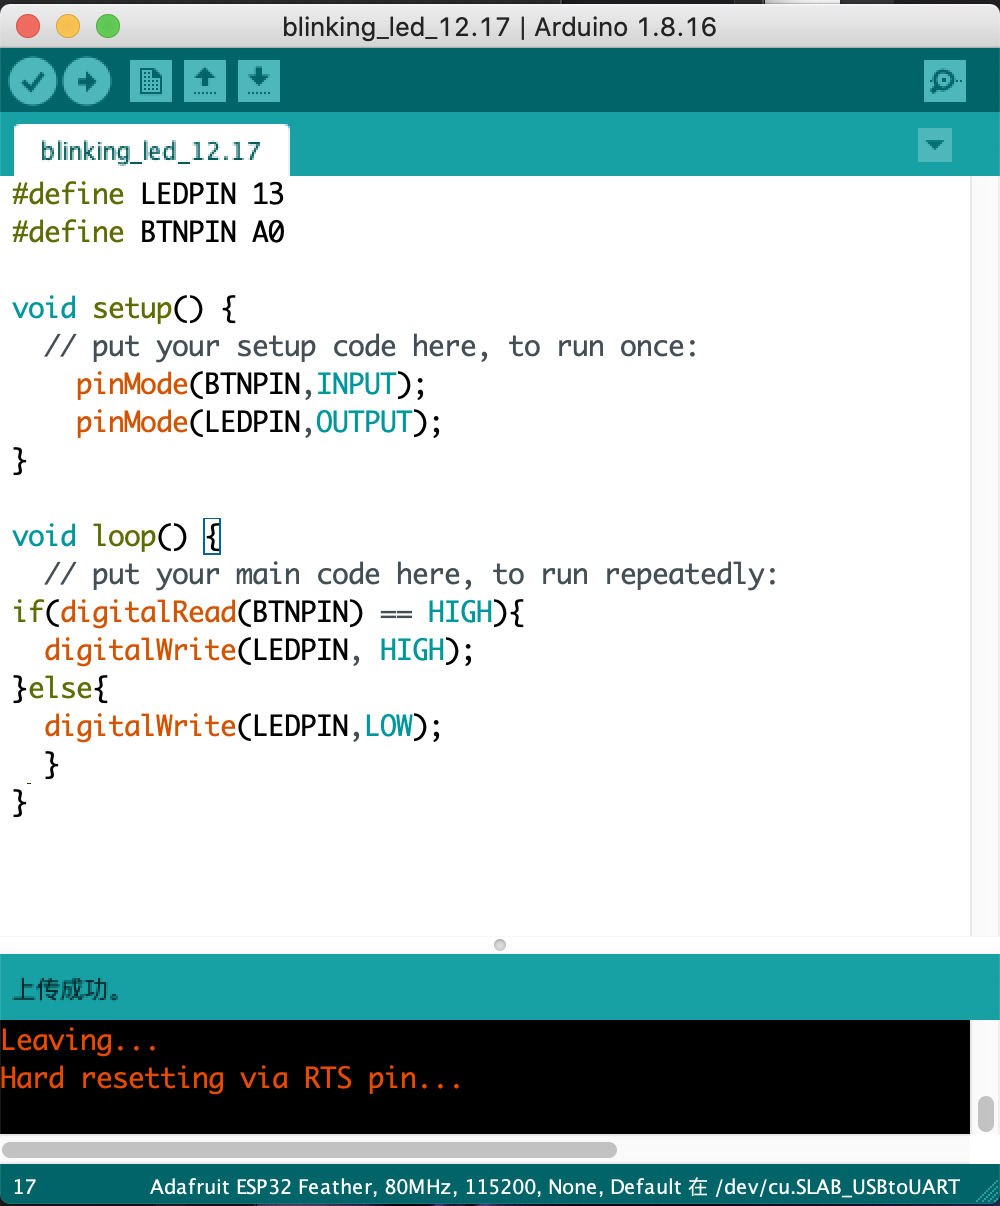 blinking_led_12.17 | Arduino 1.8.16
blinking_led_12.17
#define LEDPIN 13
#define BTNPIN A0
void setup() {
  // put your setup code here, to run once:
    pinMode(BTNPIN,INPUT);
    pinMode(LEDPIN,OUTPUT);
}
void loop() {
  // put your main code here, to run repeatedly:
if(digitalRead(BTNPIN) == HIGH){
  digitalWrite(LEDPIN, HIGH);
}else{
  digitalWrite(LEDPIN,LOW);
  }
}
上传成功。
Leaving...
Hard resetting via RTS pin...
17 Adafruit ESP32 Feather, 80MHz, 115200, None, Default 在 /dev/cu.SLAB_USBtoUART